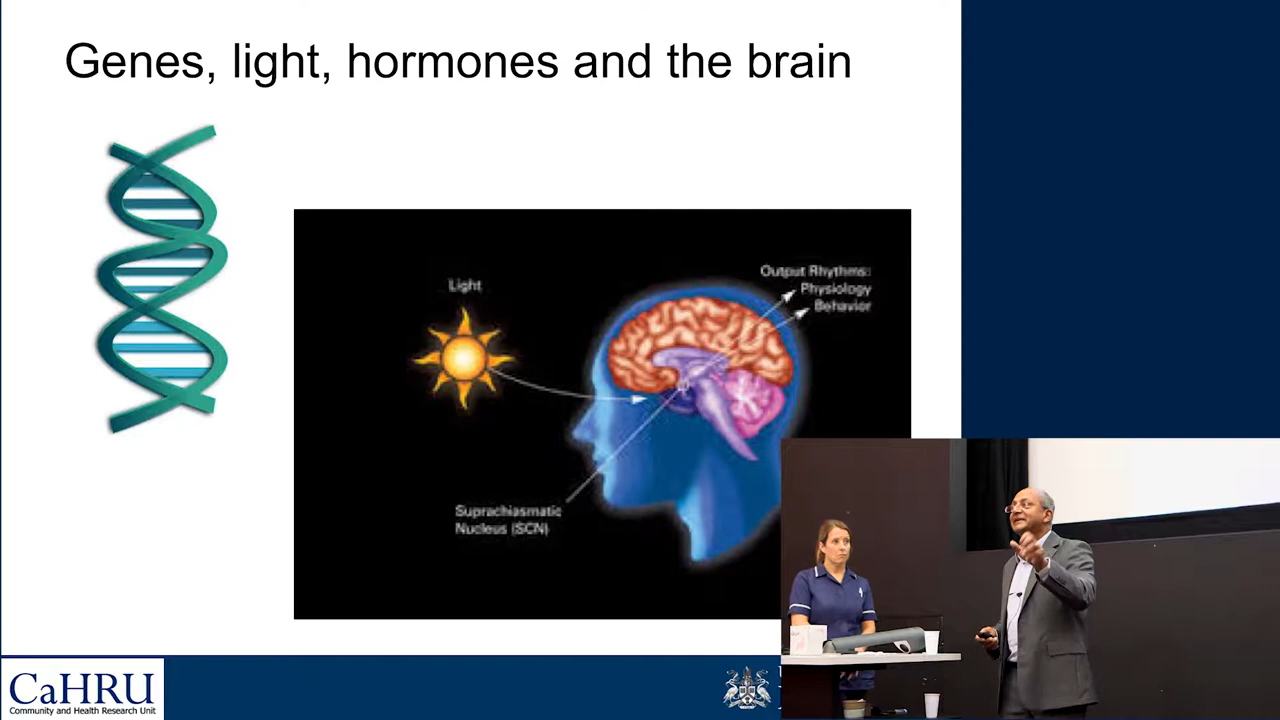 Genes, light, hormones and the brain
Light
Output Rhythms:
Physiology
Behavior
Suprachiasmatic
Nucleus (SCN)
CaHRU
Community and Health Research Unit